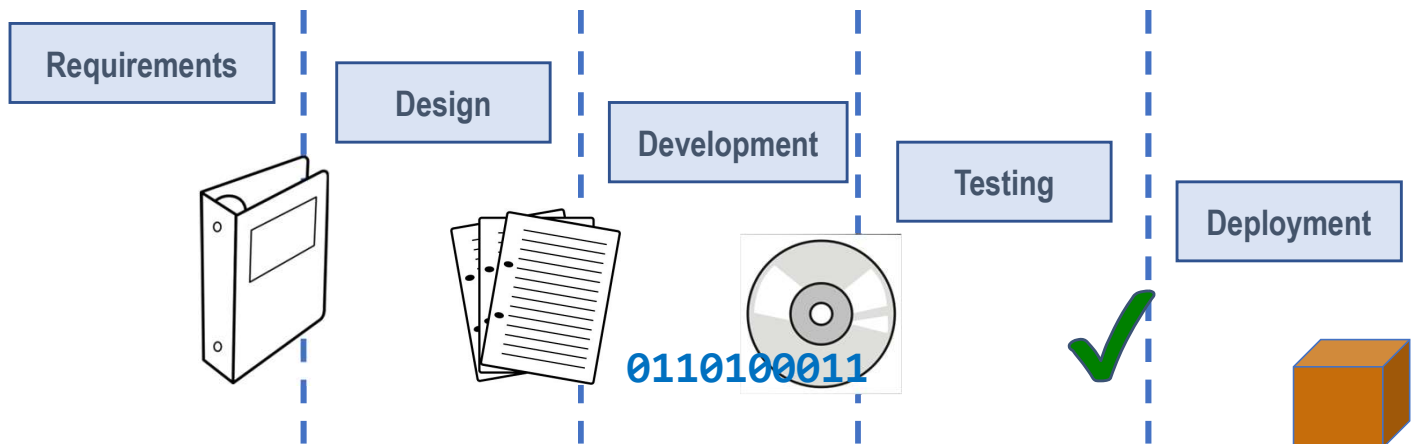 Requirements
Design
Development
Testing
Deployment
0110100011